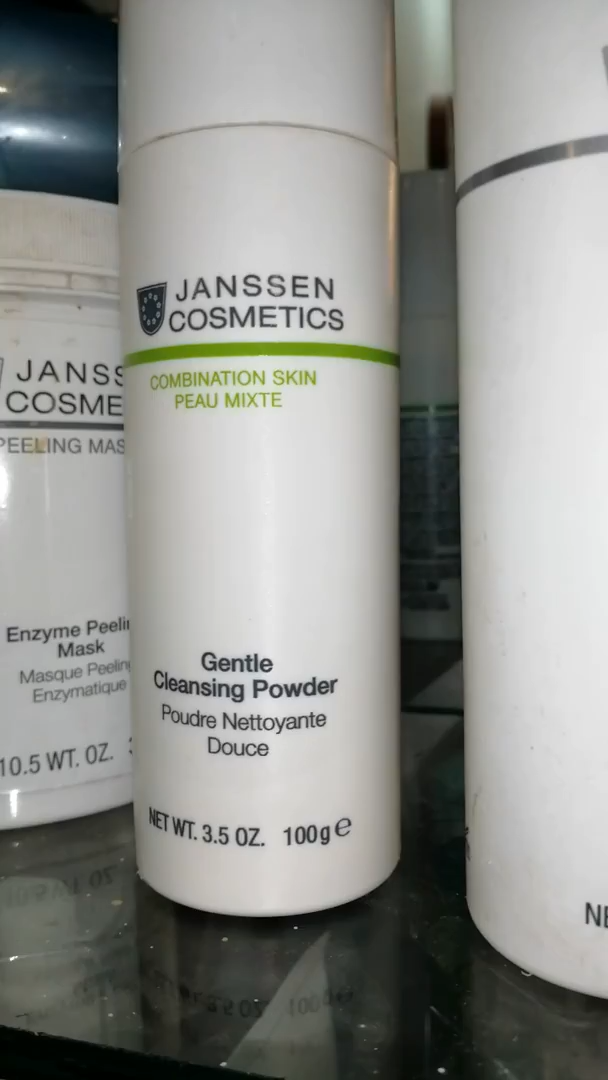 JANSSEN
COSMETICS
COMBINATION SKIN
PEAU MIXTE
Gentle
Cleansing Powder
Poudre Nettoyante
Douce
NET WT. 3.5 OZ. 100g e
JANSS
COSME
PEELING MAS
Enzyme Peelin
Mask
Masque Peeling
Enzymatique
10.5 WT. OZ.
NE